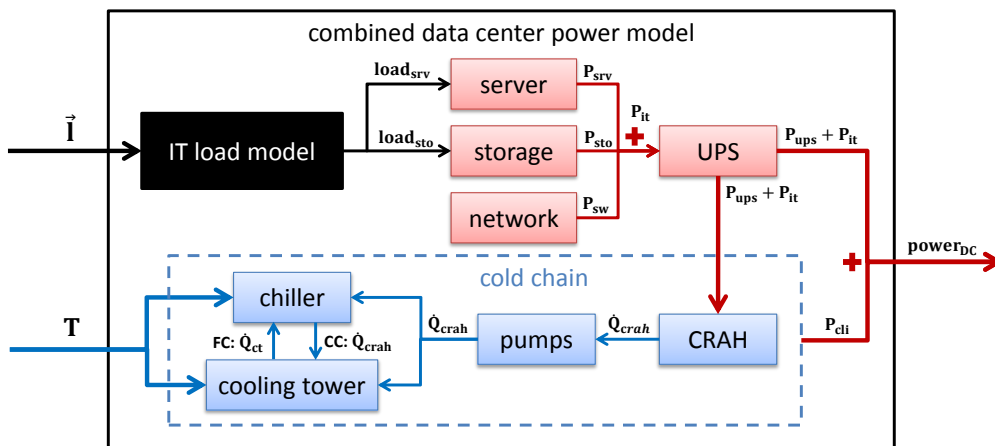 combined data center power model
load_srv
server
P_srv
l⃗
IT load model
load_sto
storage
P_sto
P_it
+
UPS
P_ups + P_it
P_ups + P_it
network
P_sw
power_DC
+
cold chain
T
chiller
FC: Q̇_ct
CC: Q̇_crah
cooling tower
Q̇_crah
pumps
Q̇_crah
CRAH
P_cli